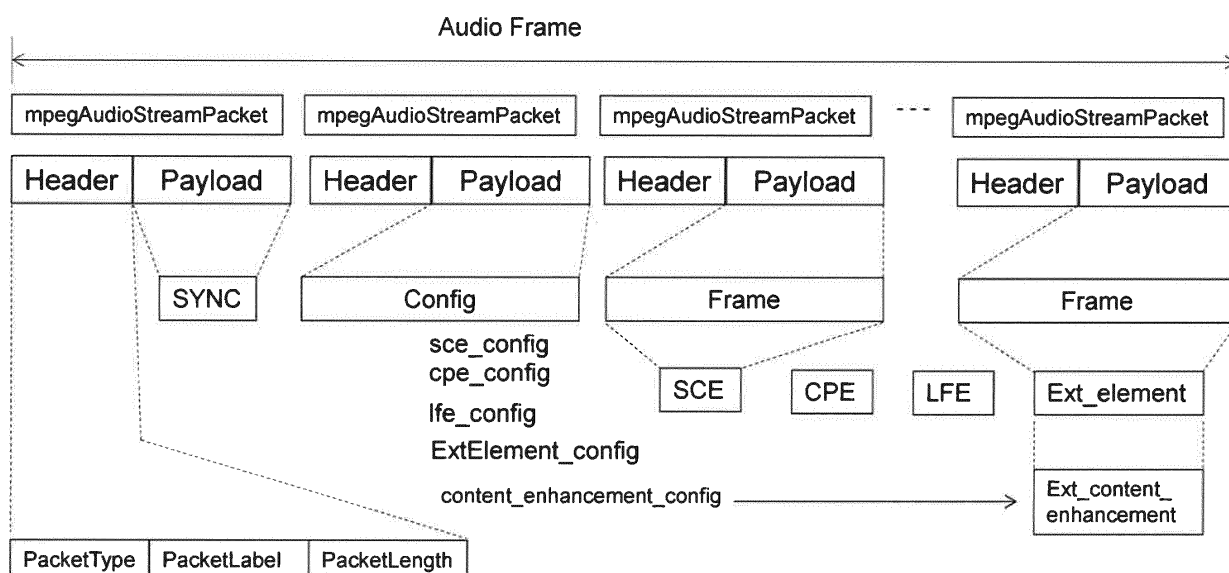 Audio Frame
mpegAudioStreamPacket mpegAudioStreamPacket mpegAudioStreamPacket mpegAudioStreamPacket
Header Payload Header Payload Header Payload Header Payload
SYNC Config Frame Frame
sce_config
cpe_config
SCE CPE LFE Ext_element
lfe_config
ExtElement_config
content_enhancement_config
Ext_content_
enhancement
PacketType PacketLabel PacketLength